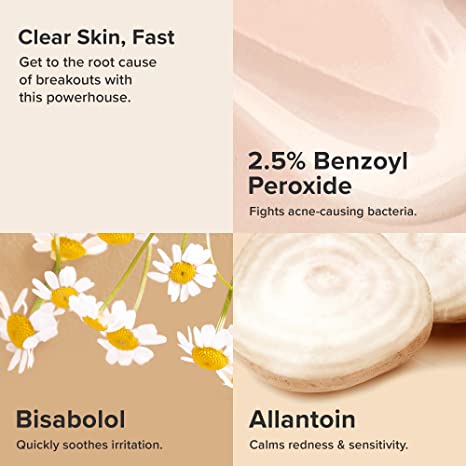 Clear Skin, Fast
Get to the root cause
of breakouts with
this powerhouse.
2.5% Benzoyl
Peroxide
Fights acne-causing bacteria.
Bisabolol
Quickly soothes irritation.
Allantoin
Calms redness & sensitivity.